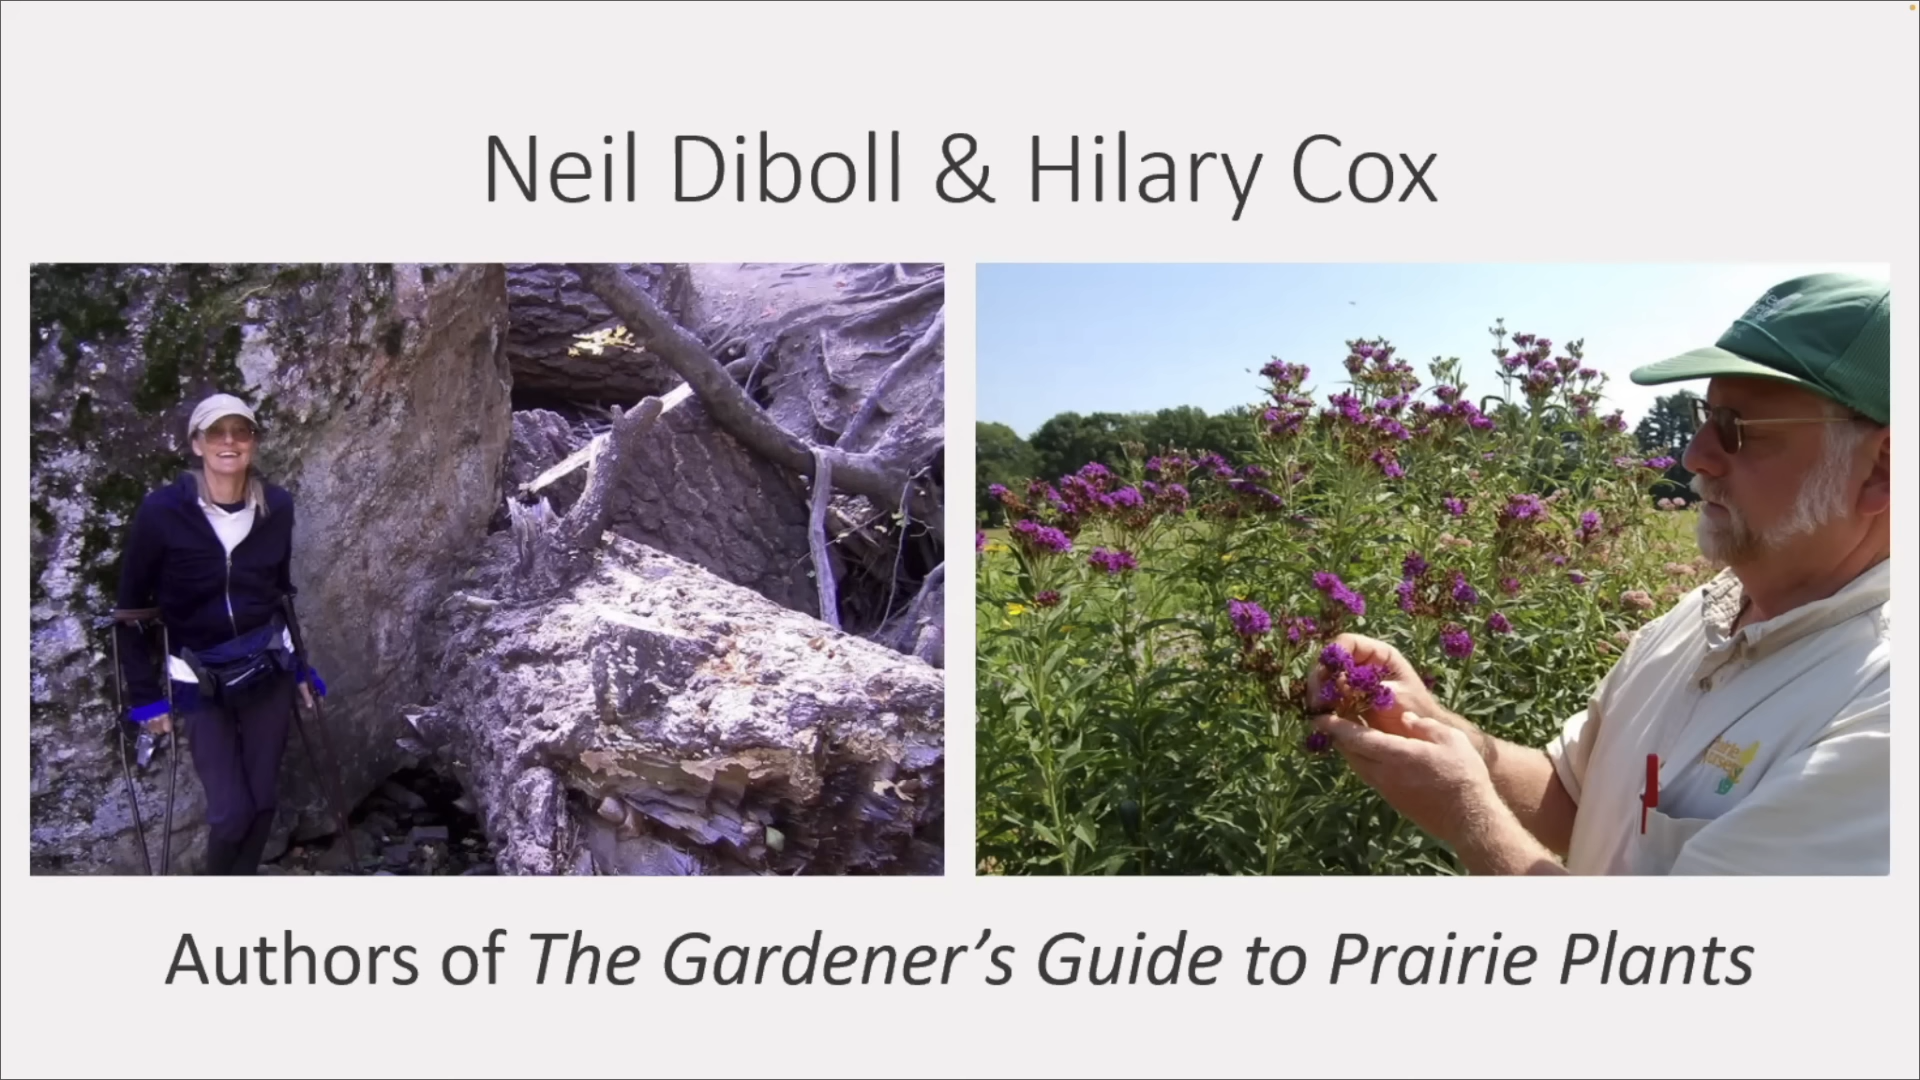 Neil Diboll & Hilary Cox
Authors of The Gardener’s Guide to Prairie Plants